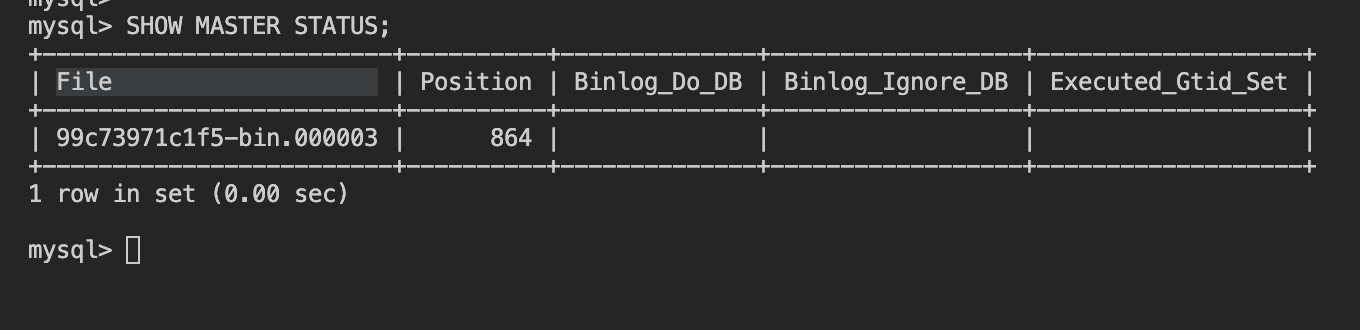 mysql>
mysql> SHOW MASTER STATUS;
+-------------------------+----------+--------------+------------------+-------------------+
| File                    | Position | Binlog_Do_DB | Binlog_Ignore_DB | Executed_Gtid_Set |
+-------------------------+----------+--------------+------------------+-------------------+
| 99c73971c1f5-bin.000003 |      864 |              |                  |                   |
+-------------------------+----------+--------------+------------------+-------------------+
1 row in set (0.00 sec)
mysql>